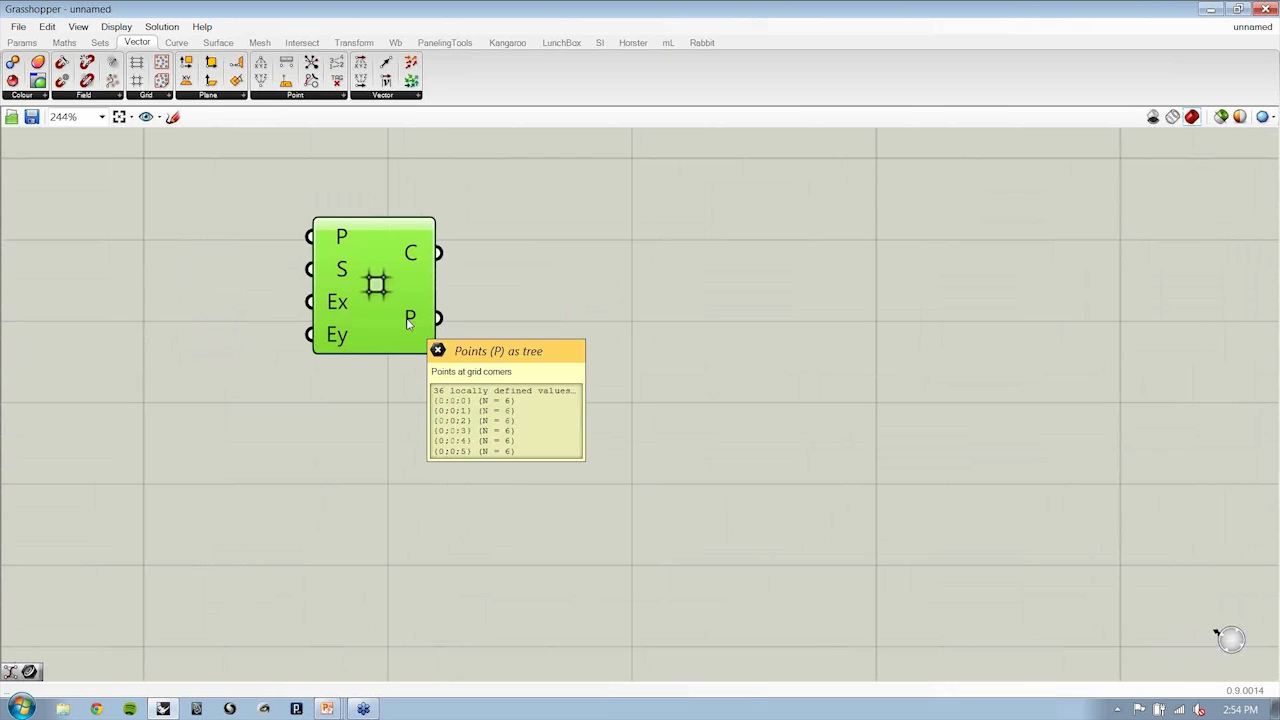 Grasshopper - unnamed
File Edit View Display Solution Help
unnamed
Params Maths Sets Vector Curve Surface Mesh Intersect Transform Wb PanelingTools Kangaroo LunchBox SI Horster mL Rabbit
Colour + Field + Grid + Plane + Point + Vector +
244%
P
S
Ex
Ey
C
P
Points (P) as tree
Points at grid corners
36 locally defined values…
{0;0;0} (N = 6)
{0;0;1} (N = 6)
{0;0;2} (N = 6)
{0;0;3} (N = 6)
{0;0;4} (N = 6)
{0;0;5} (N = 6)
0.9.0014
2:54 PM